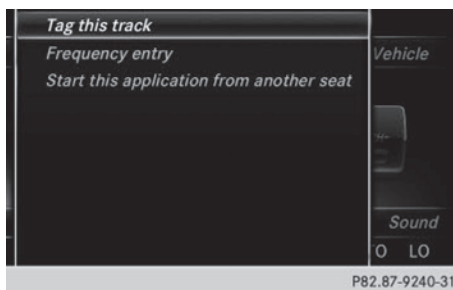 Tag this track
Frequency entry
Vehicle
Start this application from another seat
Sound
LO
P82.87-9240-31